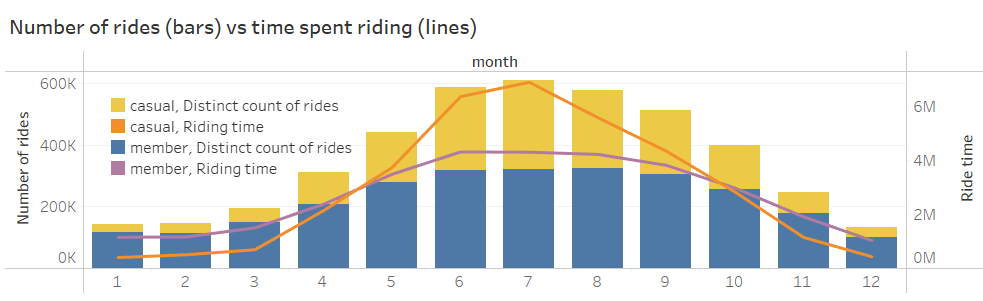 Number of rides (bars) vs time spent riding (lines)
month
Number of rides
600K
400K
200K
0K
casual, Distinct count of rides
casual, Riding time
member, Distinct count of rides
member, Riding time
6M
4M
2M
0M
Ride time
1 2 3 4 5 6 7 8 9 10 11 12